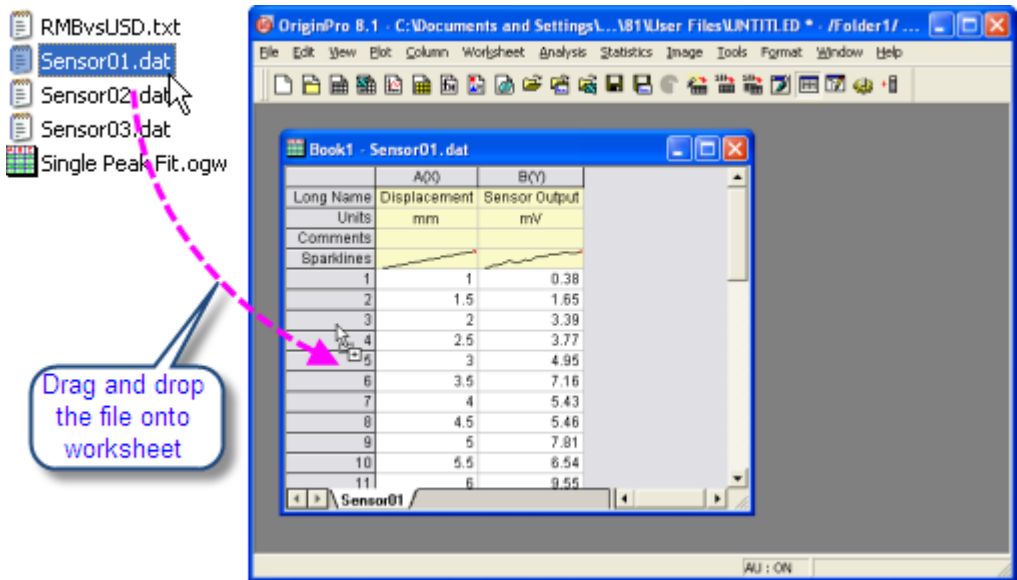 RMBvsUSD.txt
Sensor01.dat
Sensor02.dat
Sensor03.dat
Single Peak Fit.ogw
Drag and drop
the file onto
worksheet
OriginPro 8.1 - C:\Documents and Settings\...\81\User Files\UNTITLED * - /Folder1/ ...
File Edit View Plot Column Worksheet Analysis Statistics Image Tools Format Window Help
Book1 - Sensor01.dat
A(X) B(Y)
Long Name Displacement Sensor Output
Units mm mV
Comments
Sparklines
1 1 0.38
2 1.5 1.65
3 2 3.39
4 2.5 3.77
5 3 4.95
6 3.5 7.16
7 4 5.43
8 4.5 5.46
9 5 7.81
10 5.5 6.54
11 6 9.55
Sensor01
AU : ON